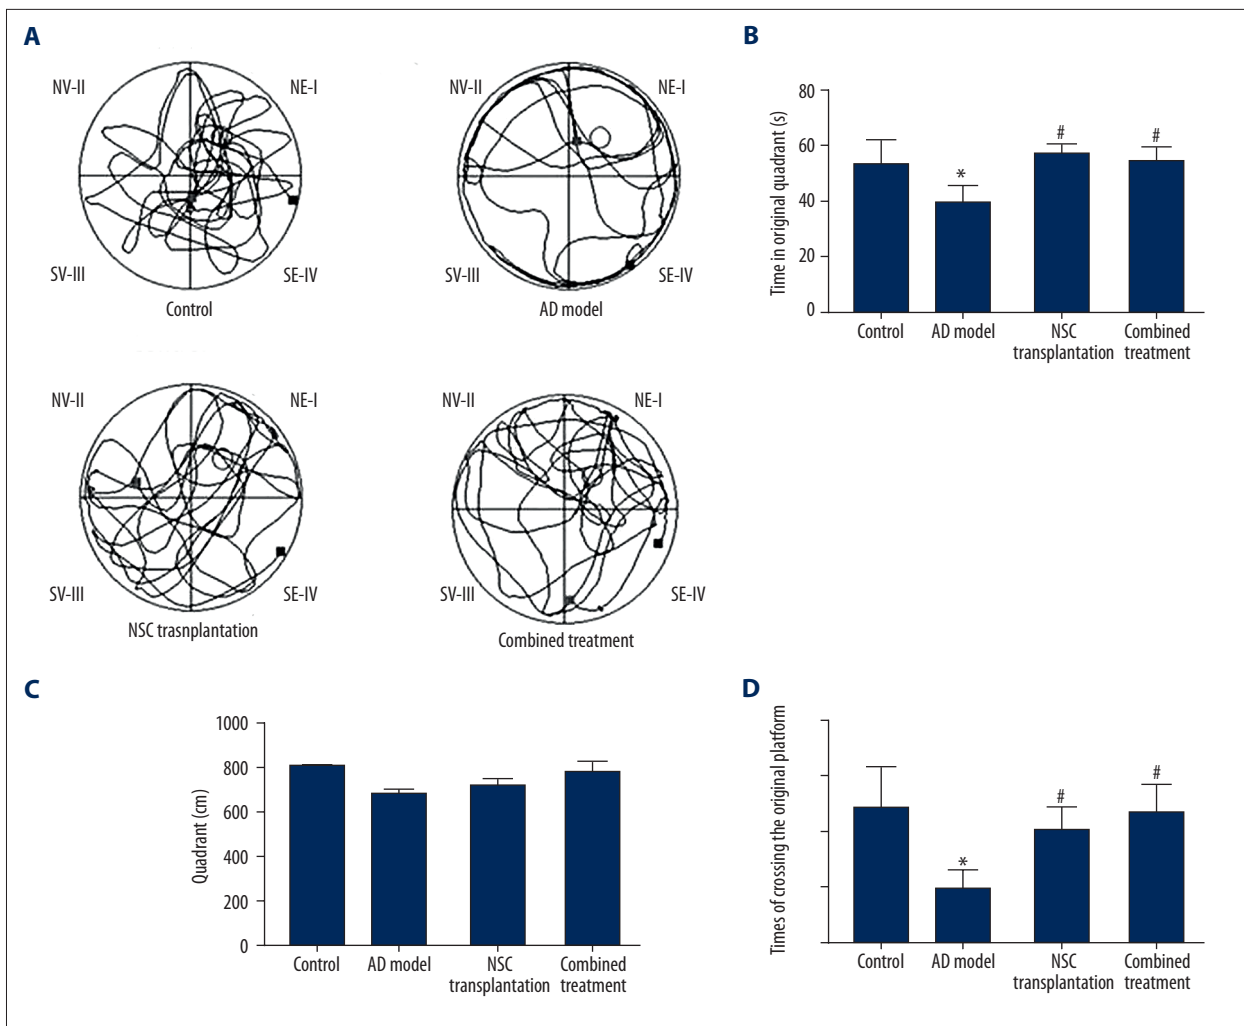 A
NV-II
NE-I
SV-III
SE-IV
Control
NV-II
NE-I
SV-III
SE-IV
AD model
NV-II
NE-I
SV-III
SE-IV
NSC trasnplantation
NV-II
NE-I
SV-III
SE-IV
Combined treatment
B
Time in original quadrant (s)
80
60
40
20
0
*
#
#
Control
AD model
NSC
transplantation
Combined
treatment
C
Quadrant (cm)
1000
800
600
400
200
0
Control
AD model
NSC
transplantation
Combined
treatment
D
Times of crossing the original platform
*
#
#
Control
AD model
NSC
transplantation
Combined
treatment